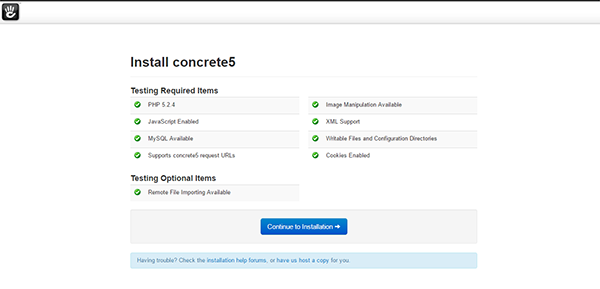 Install concrete5
Testing Required Items
PHP 5.2.4
Image Manipulation Available
JavaScript Enabled
XML Support
MySQL Available
Writable Files and Configuration Directories
Supports concrete5 request URLs
Cookies Enabled
Testing Optional Items
Remote File Importing Available
Continue to Installation
Having trouble? Check the installation help forums, or have us host a copy for you.